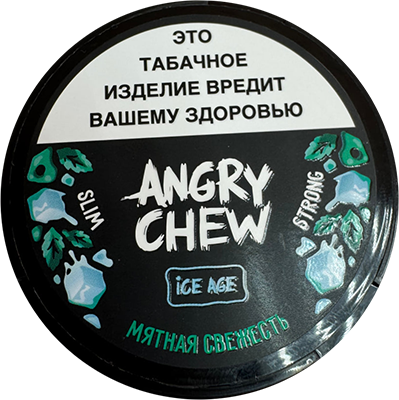 ЭТО
ТАБАЧНОЕ
ИЗДЕЛИЕ ВРЕДИТ
ВАШЕМУ ЗДОРОВЬЮ
ANGRY
CHEW
SLIM
STRONG
iCE AGE
МЯТНАЯ СВЕЖЕСТЬ